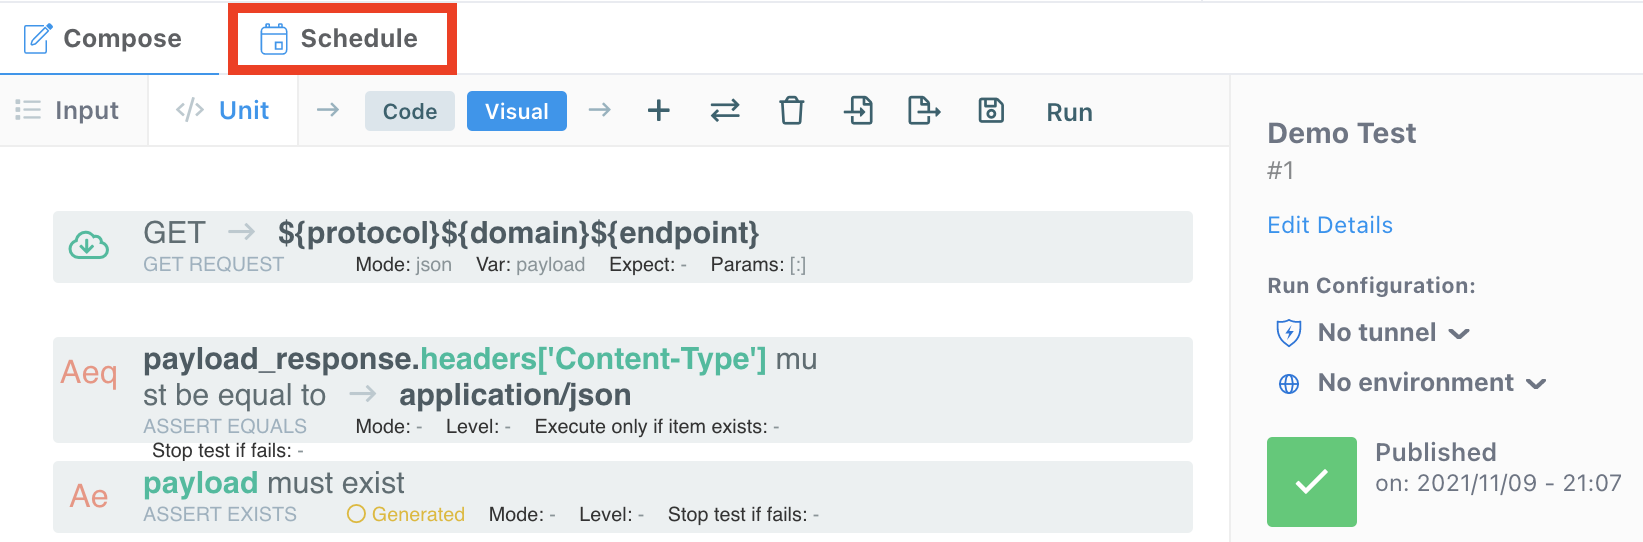 Compose Schedule
Input </> Unit → Code Visual → Run
GET → ${protocol}${domain}${endpoint}
GET REQUEST Mode: json Var: payload Expect: - Params: [:]
payload_response.headers['Content-Type'] mu
Aeq
st be equal to → application/json
ASSERT EQUALS Mode: - Level: - Execute only if item exists: -
Stop test if fails: -
payload must exist
Ae
ASSERT EXISTS Generated Mode: - Level: - Stop test if fails: -
Demo Test
#1
Edit Details
Run Configuration:
No tunnel
No environment
Published
on: 2021/11/09 - 21:07